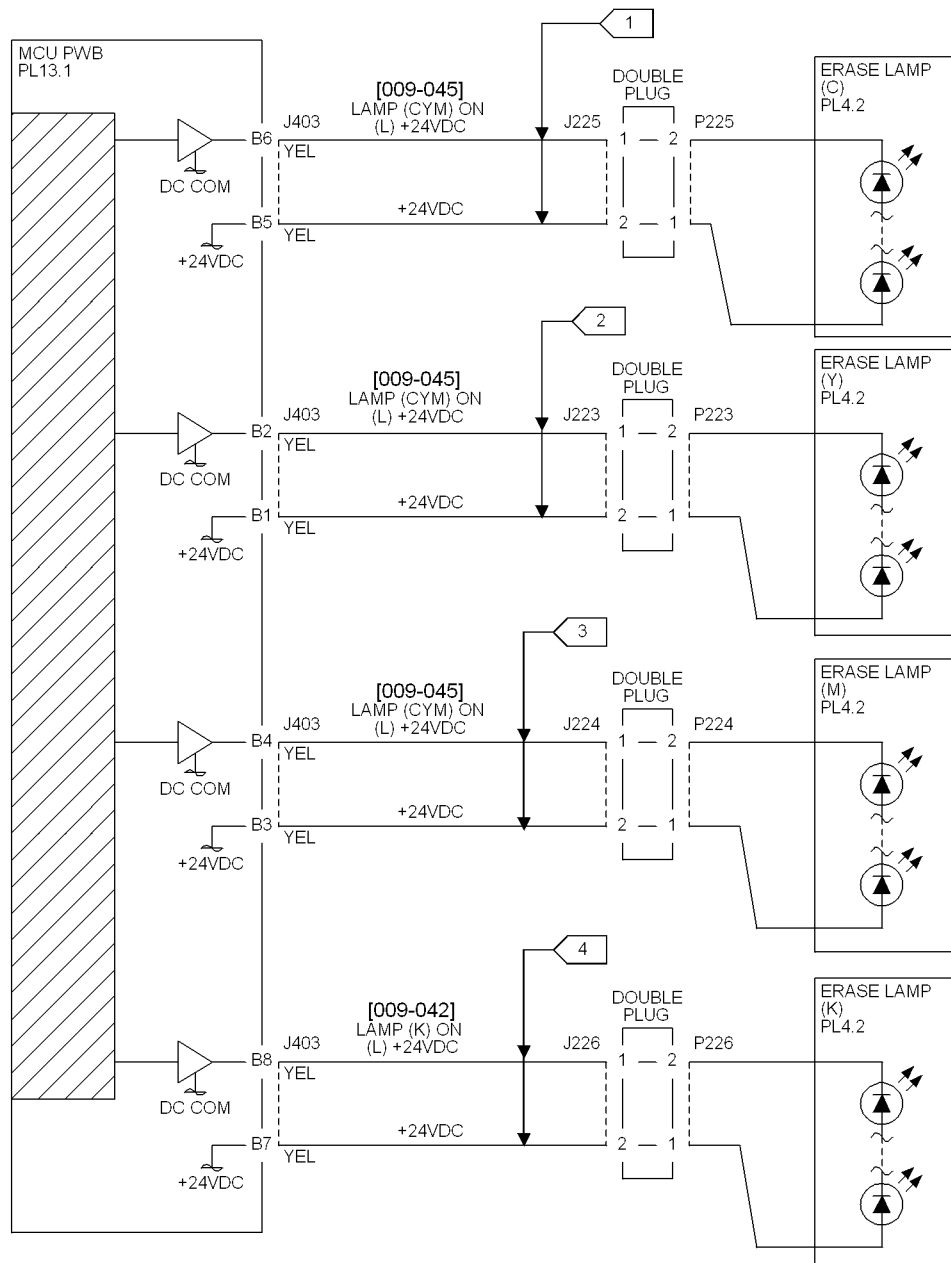 MCU PWB
PL13.1
1
[009-045]
LAMP (CYM) ON
(L) +24VDC
DOUBLE
PLUG
ERASE LAMP
(C)
PL4.2
B6
J403
YEL
J225
1 2
P225
DC COM
B5
YEL
+24VDC
2 1
+24VDC
2
[009-045]
LAMP (CYM) ON
(L) +24VDC
DOUBLE
PLUG
ERASE LAMP
(Y)
PL4.2
B2
J403
YEL
J223
1 2
P223
DC COM
B1
YEL
+24VDC
2 1
+24VDC
3
[009-045]
LAMP (CYM) ON
(L) +24VDC
DOUBLE
PLUG
ERASE LAMP
(M)
PL4.2
B4
J403
YEL
J224
1 2
P224
DC COM
B3
YEL
+24VDC
2 1
+24VDC
4
[009-042]
LAMP (K) ON
(L) +24VDC
DOUBLE
PLUG
ERASE LAMP
(K)
PL4.2
B8
J403
YEL
J226
1 2
P226
DC COM
B7
YEL
+24VDC
2 1
+24VDC